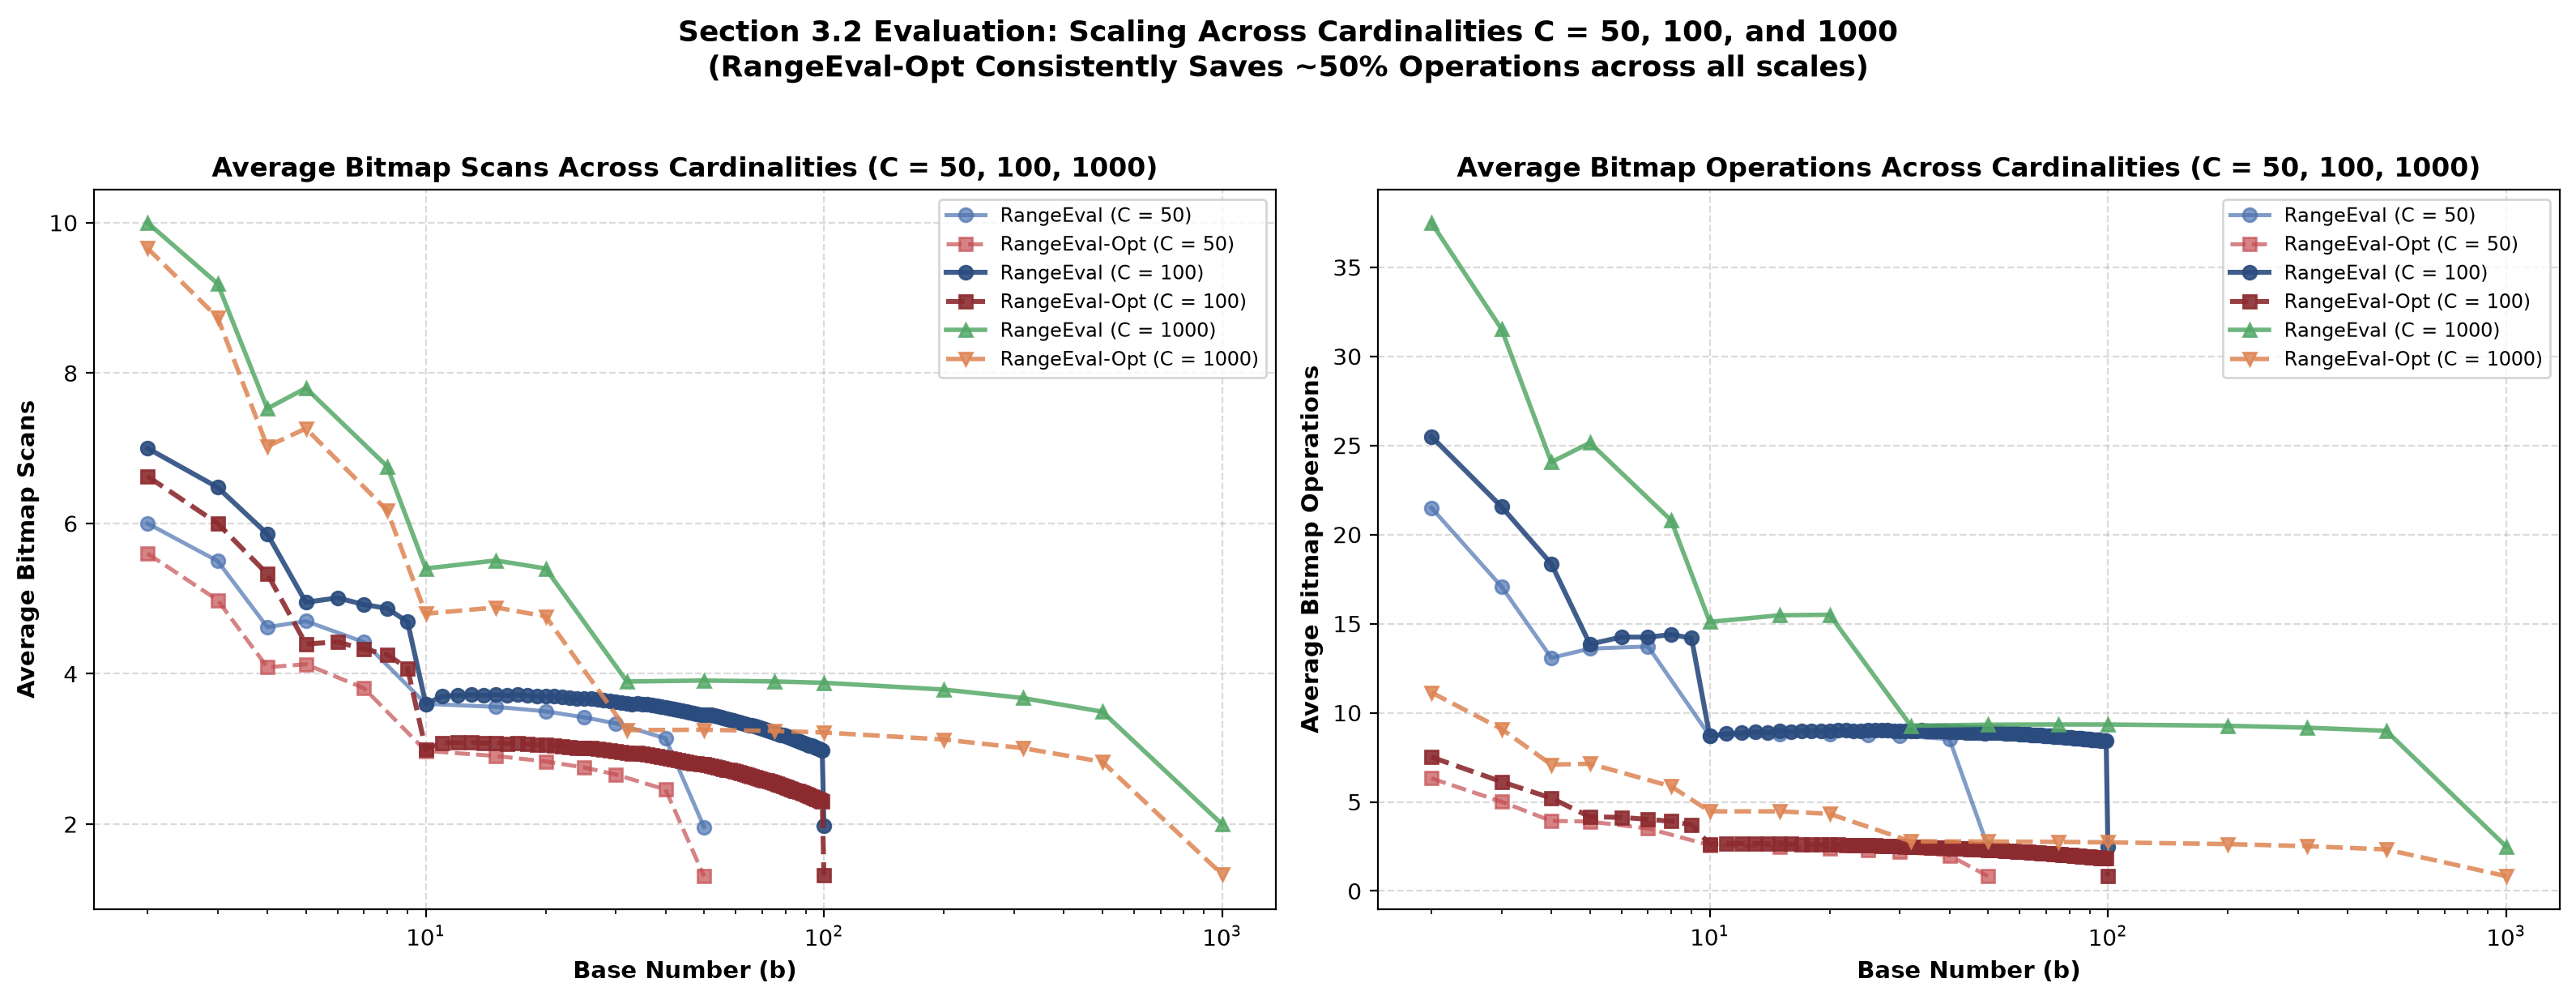 Section 3.2 Evaluation: Scaling Across Cardinalities C = 50, 100, and 1000
(RangeEval-Opt Consistently Saves ~50% Operations across all scales)
Average Bitmap Scans Across Cardinalities (C = 50, 100, 1000)
10
8
6
4
2
Average Bitmap Scans
RangeEval (C = 50)
RangeEval-Opt (C = 50)
RangeEval (C = 100)
RangeEval-Opt (C = 100)
RangeEval (C = 1000)
RangeEval-Opt (C = 1000)
10¹
10²
10³
Base Number (b)
Average Bitmap Operations Across Cardinalities (C = 50, 100, 1000)
35
30
25
20
15
10
5
0
Average Bitmap Operations
RangeEval (C = 50)
RangeEval-Opt (C = 50)
RangeEval (C = 100)
RangeEval-Opt (C = 100)
RangeEval (C = 1000)
RangeEval-Opt (C = 1000)
10¹
10²
10³
Base Number (b)